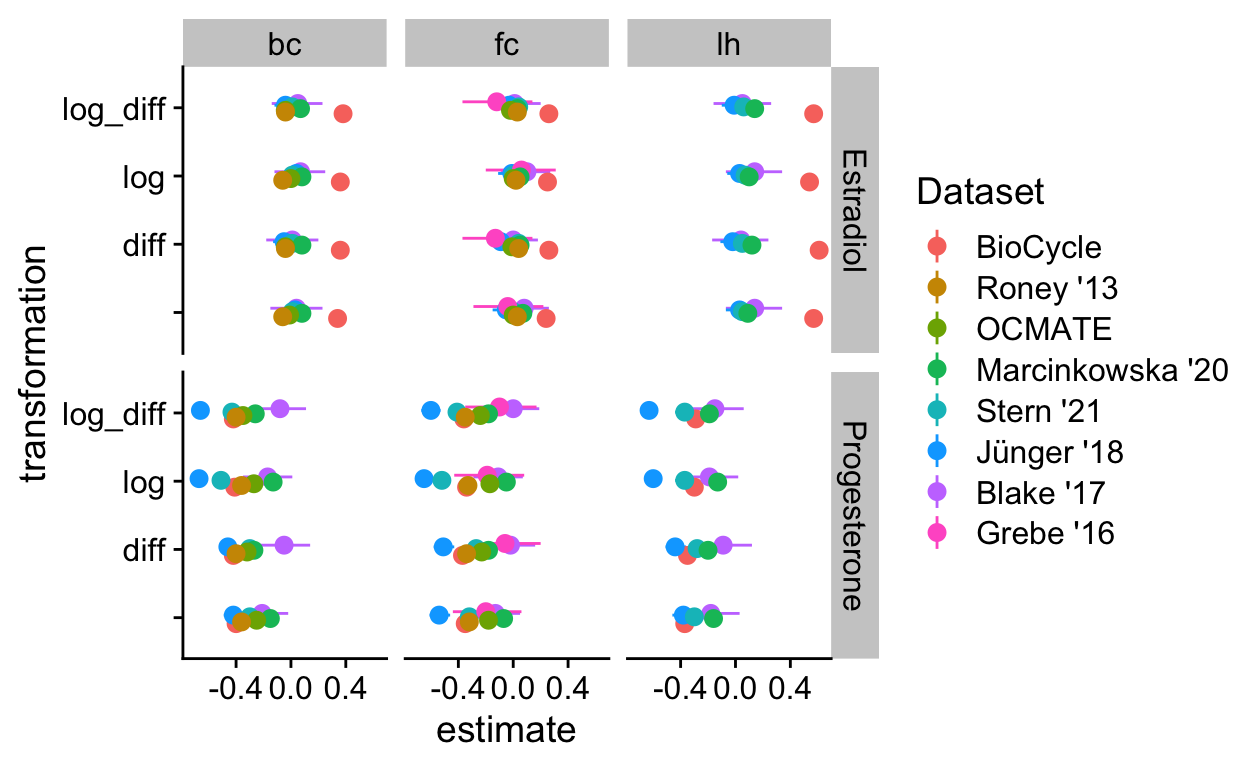 bc fc lh
log_diff
log
diff
Estradiol
log_diff
log
diff
Progesterone
transformation
-0.4 0.0 0.4 -0.4 0.0 0.4 -0.4 0.0 0.4
estimate
Dataset
BioCycle
Roney '13
OCMATE
Marcinkowska '20
Stern '21
Jünger '18
Blake '17
Grebe '16